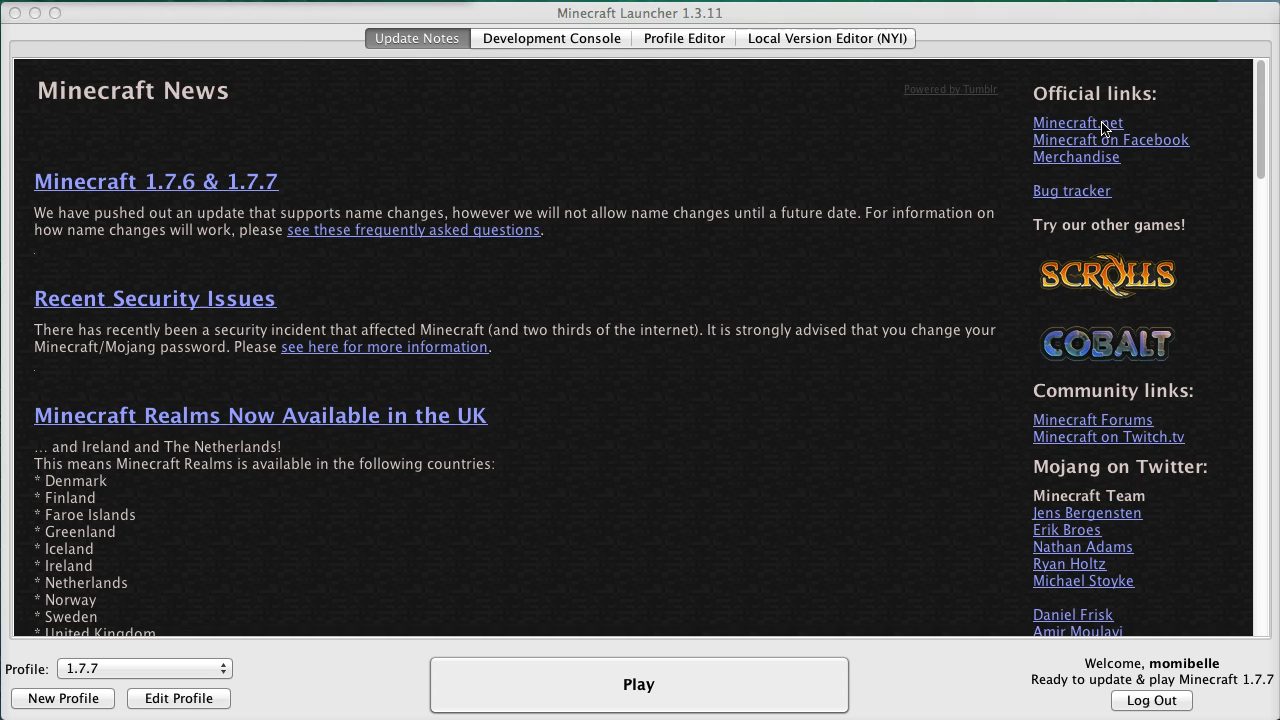 Minecraft Launcher 1.3.11
Update Notes
Development Console
Profile Editor
Local Version Editor (NYI)
Minecraft News
Powered by Tumblr
Minecraft 1.7.6 & 1.7.7
We have pushed out an update that supports name changes, however we will not allow name changes until a future date. For information on
how name changes will work, please see these frequently asked questions.
.
Recent Security Issues
There has recently been a security incident that affected Minecraft (and two thirds of the internet). It is strongly advised that you change your
Minecraft/Mojang password. Please see here for more information.
.
Minecraft Realms Now Available in the UK
... and Ireland and The Netherlands!
This means Minecraft Realms is available in the following countries:
* Denmark
* Finland
* Faroe Islands
* Greenland
* Iceland
* Ireland
* Netherlands
* Norway
* Sweden
* United Kingdom
Official links:
Minecraft.net
Minecraft on Facebook
Merchandise
Bug tracker
Try our other games!
SCROLLS
COBALT
Community links:
Minecraft Forums
Minecraft on Twitch.tv
Mojang on Twitter:
Minecraft Team
Jens Bergensten
Erik Broes
Nathan Adams
Ryan Holtz
Michael Stoyke
Daniel Frisk
Amir Moulavi
Profile: 1.7.7
New Profile
Edit Profile
Play
Welcome, momibelle
Ready to update & play Minecraft 1.7.7
Log Out